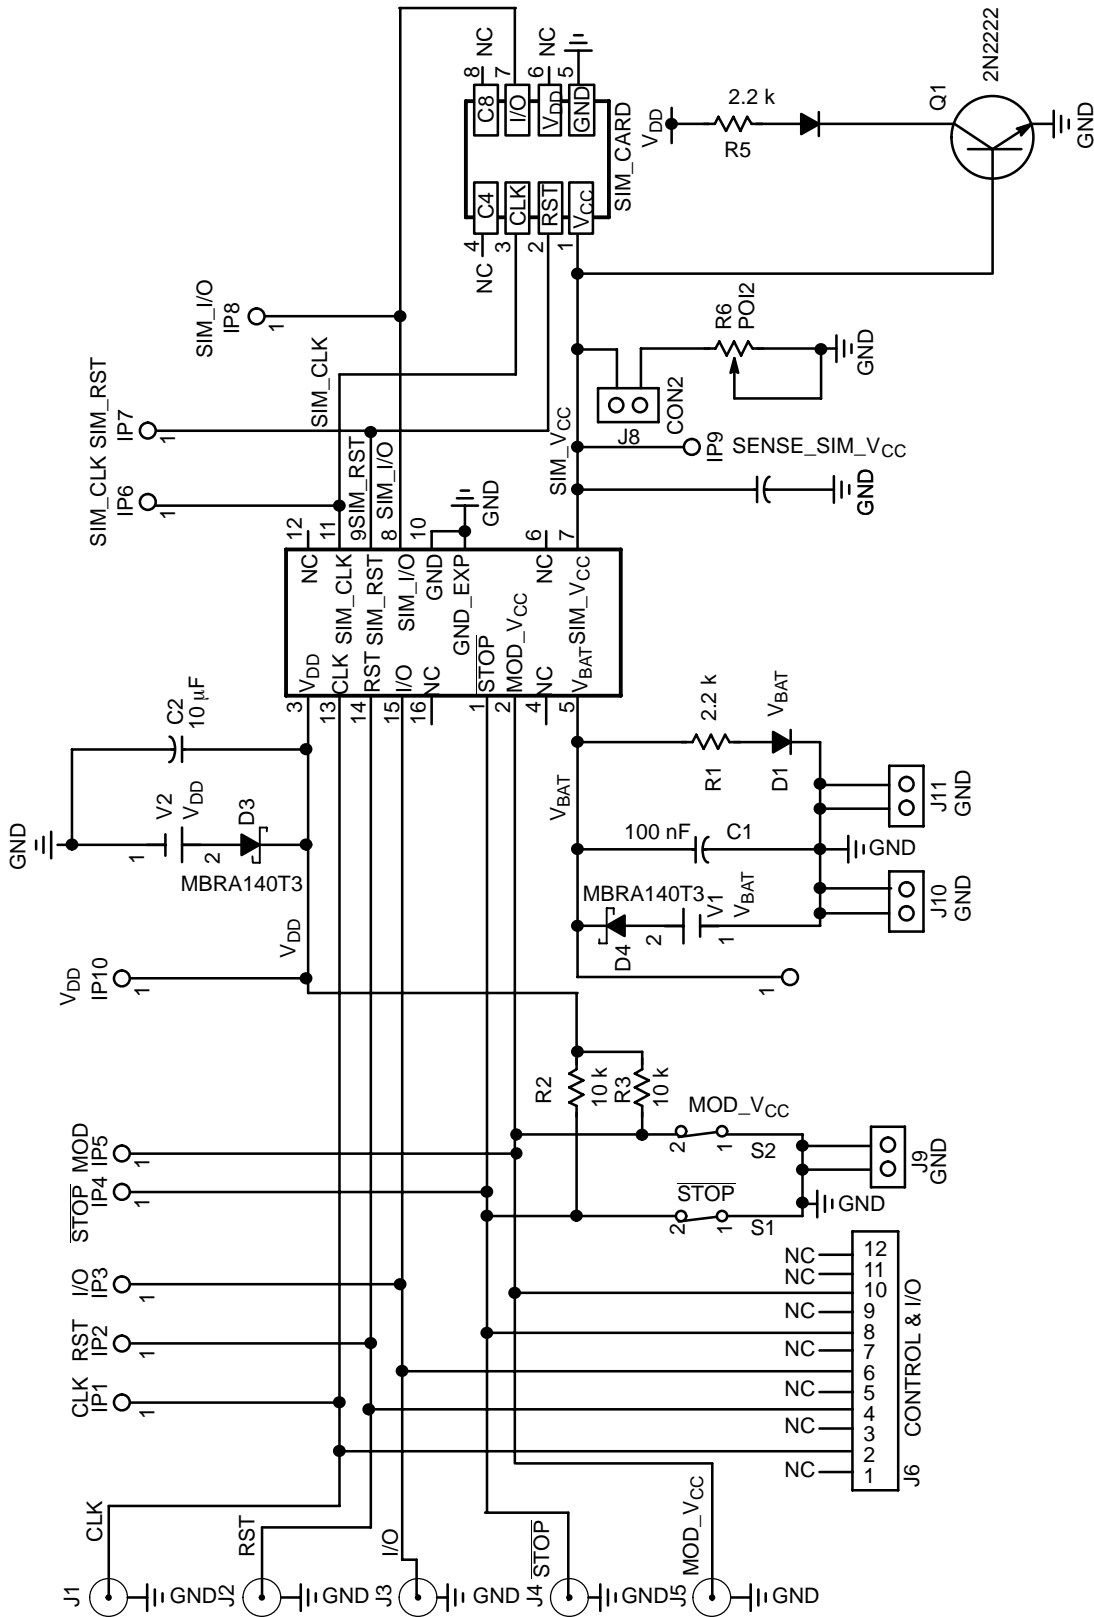 J1
CLK
GND
J2
RST
GND
J3
I/O
GND
J4
STOP
GND
J5
MOD_VCC
GND
CLK
IP1
1
RST
IP2
1
I/O
IP3
1
STOP
IP4
1
MOD
IP5
1
VDD
IP10
1
J6
CONTROL & I/O
NC
1
2
NC
3
4
NC
5
6
NC
7
8
NC
9
10
NC
11
NC
12
STOP
2
1
S1
MOD_VCC
2
1
S2
GND
J9
GND
R2
10 k
R3
10 k
VDD
GND
1
V2
VDD
2
D3
MBRA140T3
C2
10 µF
1
MBRA140T3
D4
2
V1
1
VBAT
VBAT
100 nF
C1
GND
J10
GND
J11
GND
R1
2.2 k
D1
VBAT
3
VDD
13
CLK
14
RST
15
I/O
16
NC
1
STOP
2
MOD_VCC
4
NC
5
VBAT
NC
12
SIM_CLK
11
SIM_RST
9
SIM_I/O
8
GND
10
GND_EXP
GND
NC
6
SIM_VCC
7
SIM_CLK
IP6
1
SIM_RST
IP7
1
SIM_I/O
IP8
1
SIM_RST
SIM_I/O
SIM_CLK
SIM_VCC
GND
IP9
SENSE_SIM_VCC
J8
CON2
R6
POI2
GND
NC
4
C4
3
CLK
2
RST
1
VCC
C8
8
NC
I/O
7
VDD
6
NC
GND
5
SIM_CARD
VDD
R5
2.2 k
Q1
2N2222
GND